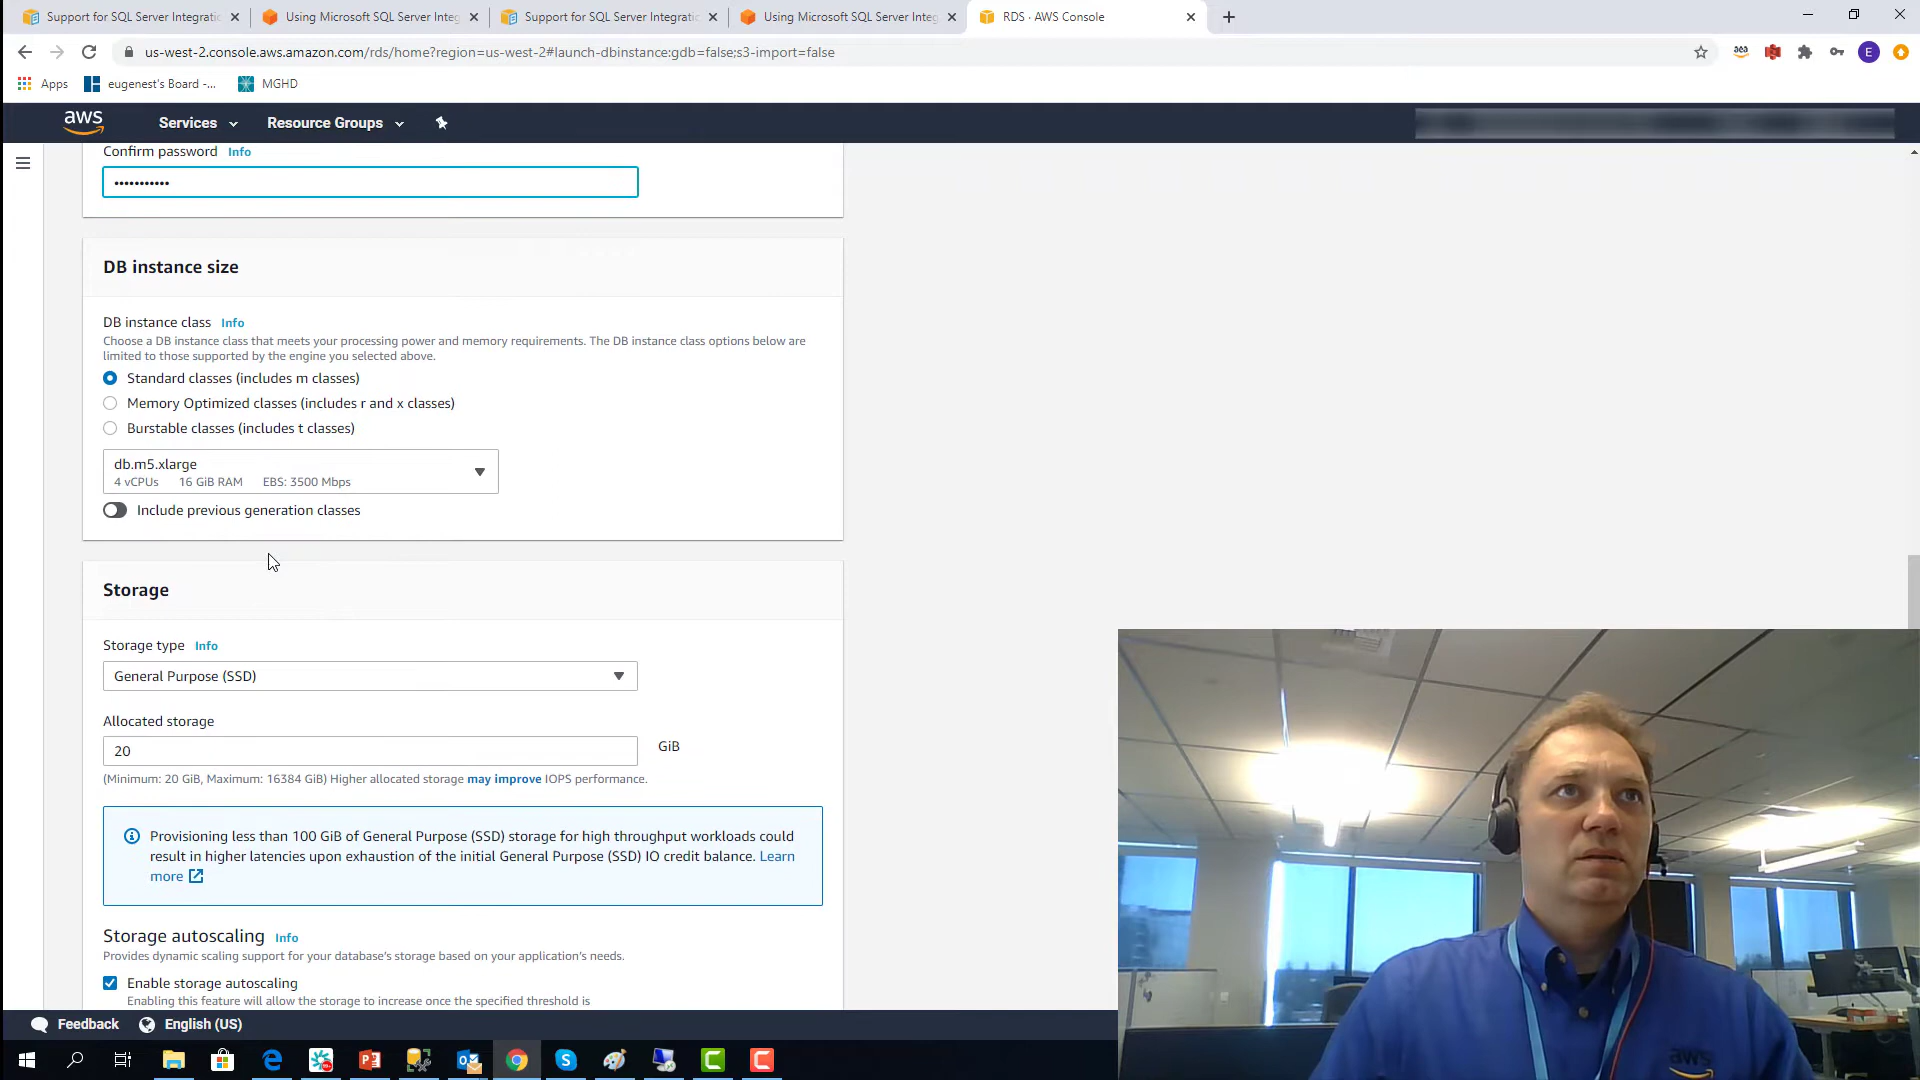 Support for SQL Server Integratic
Using Microsoft SQL Server Integ
Support for SQL Server Integratic
Using Microsoft SQL Server Integ
RDS · AWS Console
us-west-2.console.aws.amazon.com/rds/home?region=us-west-2#launch-dbinstance:gdb=false;s3-import=false
E
Apps
eugenest's Board -...
MGHD
aws
Services
Resource Groups
Confirm password Info
•••••••••••
DB instance size
DB instance class Info
Choose a DB instance class that meets your processing power and memory requirements. The DB instance class options below are
limited to those supported by the engine you selected above.
Standard classes (includes m classes)
Memory Optimized classes (includes r and x classes)
Burstable classes (includes t classes)
db.m5.xlarge
4 vCPUs 16 GiB RAM EBS: 3500 Mbps
Include previous generation classes
Storage
Storage type Info
General Purpose (SSD)
Allocated storage
20
GiB
(Minimum: 20 GiB, Maximum: 16384 GiB) Higher allocated storage may improve IOPS performance.
Provisioning less than 100 GiB of General Purpose (SSD) storage for high throughput workloads could
result in higher latencies upon exhaustion of the initial General Purpose (SSD) IO credit balance. Learn
more
Storage autoscaling Info
Provides dynamic scaling support for your database's storage based on your application's needs.
Enable storage autoscaling
Enabling this feature will allow the storage to increase once the specified threshold is
Feedback
English (US)
aws